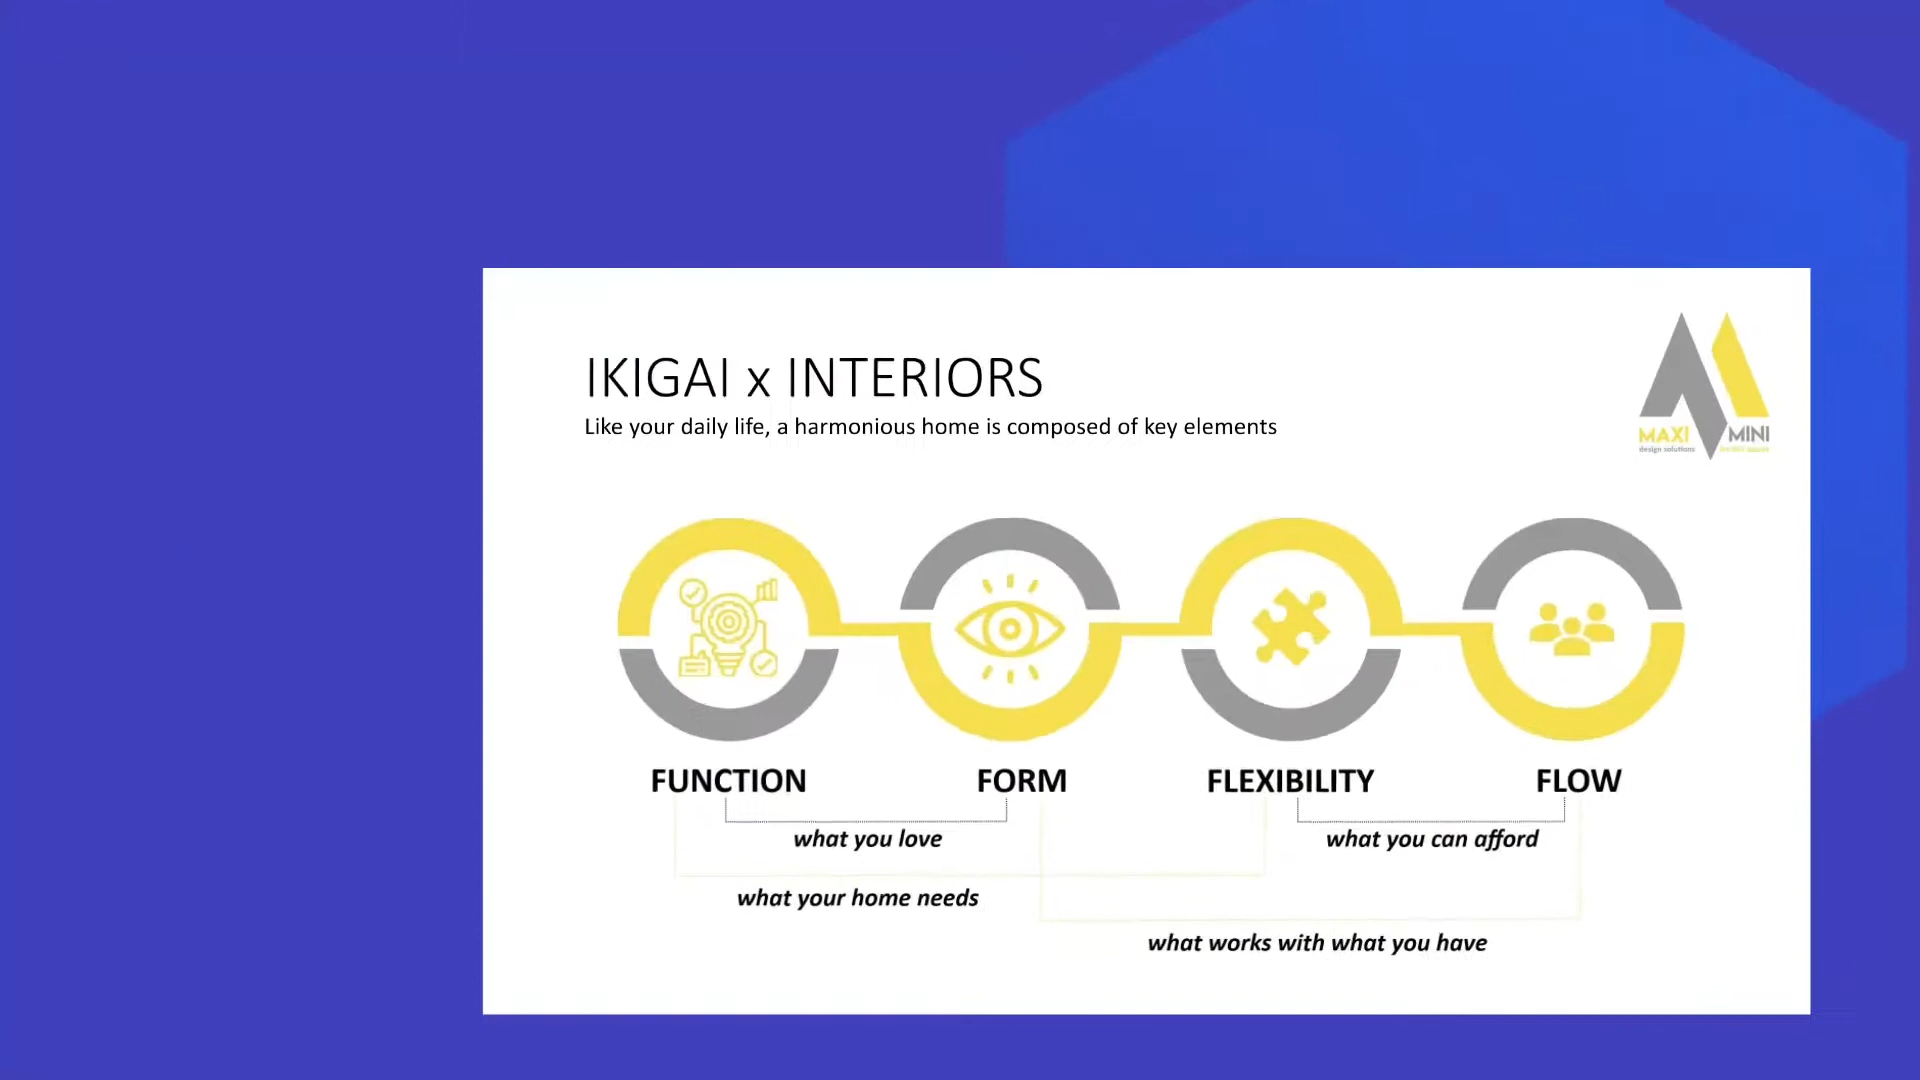 IKIGAI x INTERIORS
Like your daily life, a harmonious home is composed of key elements
MAXI MINI
design solutions
FUNCTION FORM FLEXIBILITY FLOW
what you love what you can afford
what your home needs
what works with what you have